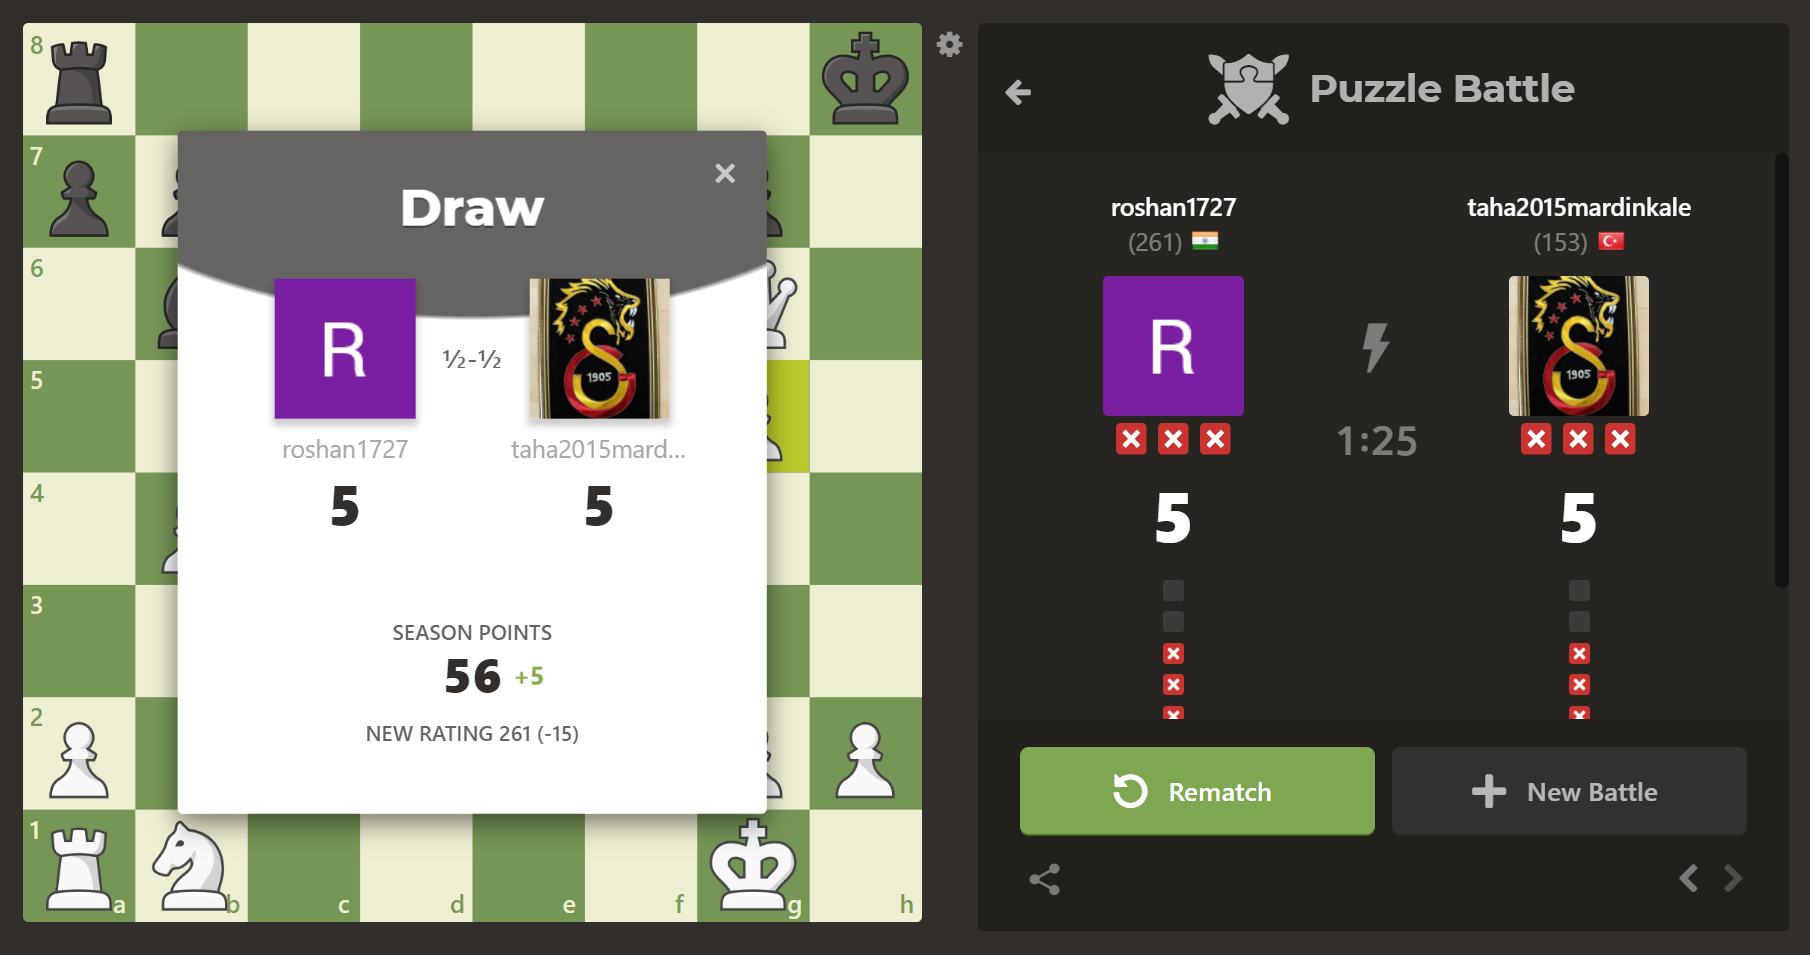 8
7
6
5
4
3
2
1
a
b
c
d
e
f
g
h
Draw
R
½-½
1905
roshan1727
taha2015mard...
5
5
SEASON POINTS
56 +5
NEW RATING 261 (-15)
Puzzle Battle
roshan1727
(261)
taha2015mardinkale
(153)
R
1905
1:25
5
5
Rematch
New Battle